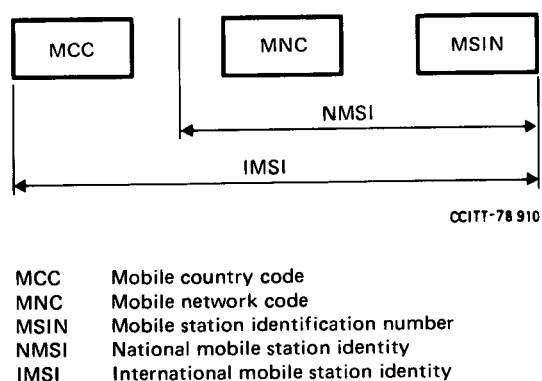 MCC MNC MSIN
NMSI
IMSI
CCITT-78 910
MCC Mobile country code
MNC Mobile network code
MSIN Mobile station identification number
NMSI National mobile station identity
IMSI International mobile station identity